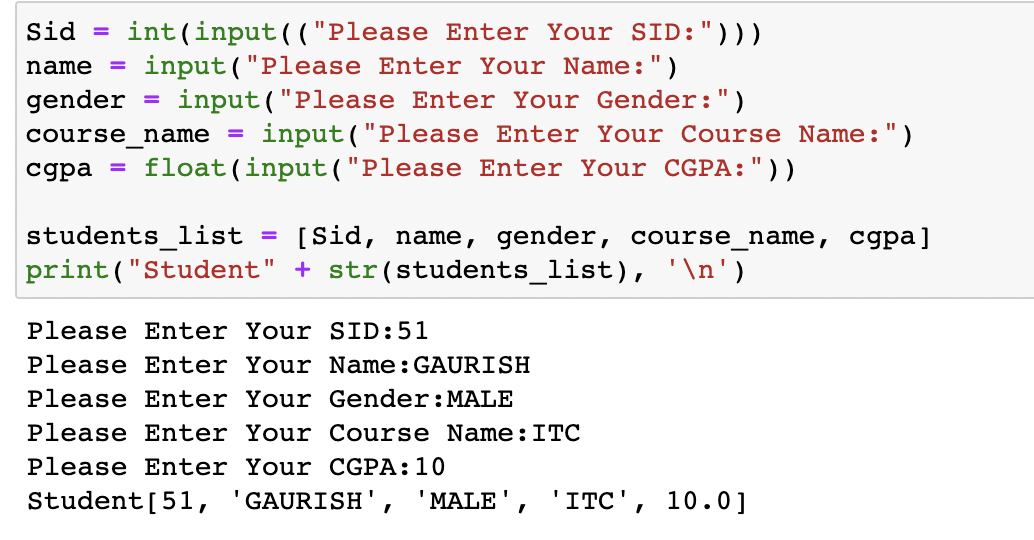 Sid = int(input(("Please Enter Your SID:")))
name = input("Please Enter Your Name:")
gender = input("Please Enter Your Gender:")
course_name = input("Please Enter Your Course Name:")
cgpa = float(input("Please Enter Your CGPA:"))
students_list = [Sid, name, gender, course_name, cgpa]
print("Student" + str(students_list), '\n')
Please Enter Your SID:51
Please Enter Your Name:GAURISH
Please Enter Your Gender:MALE
Please Enter Your Course Name:ITC
Please Enter Your CGPA:10
Student[51, 'GAURISH', 'MALE', 'ITC', 10.0]